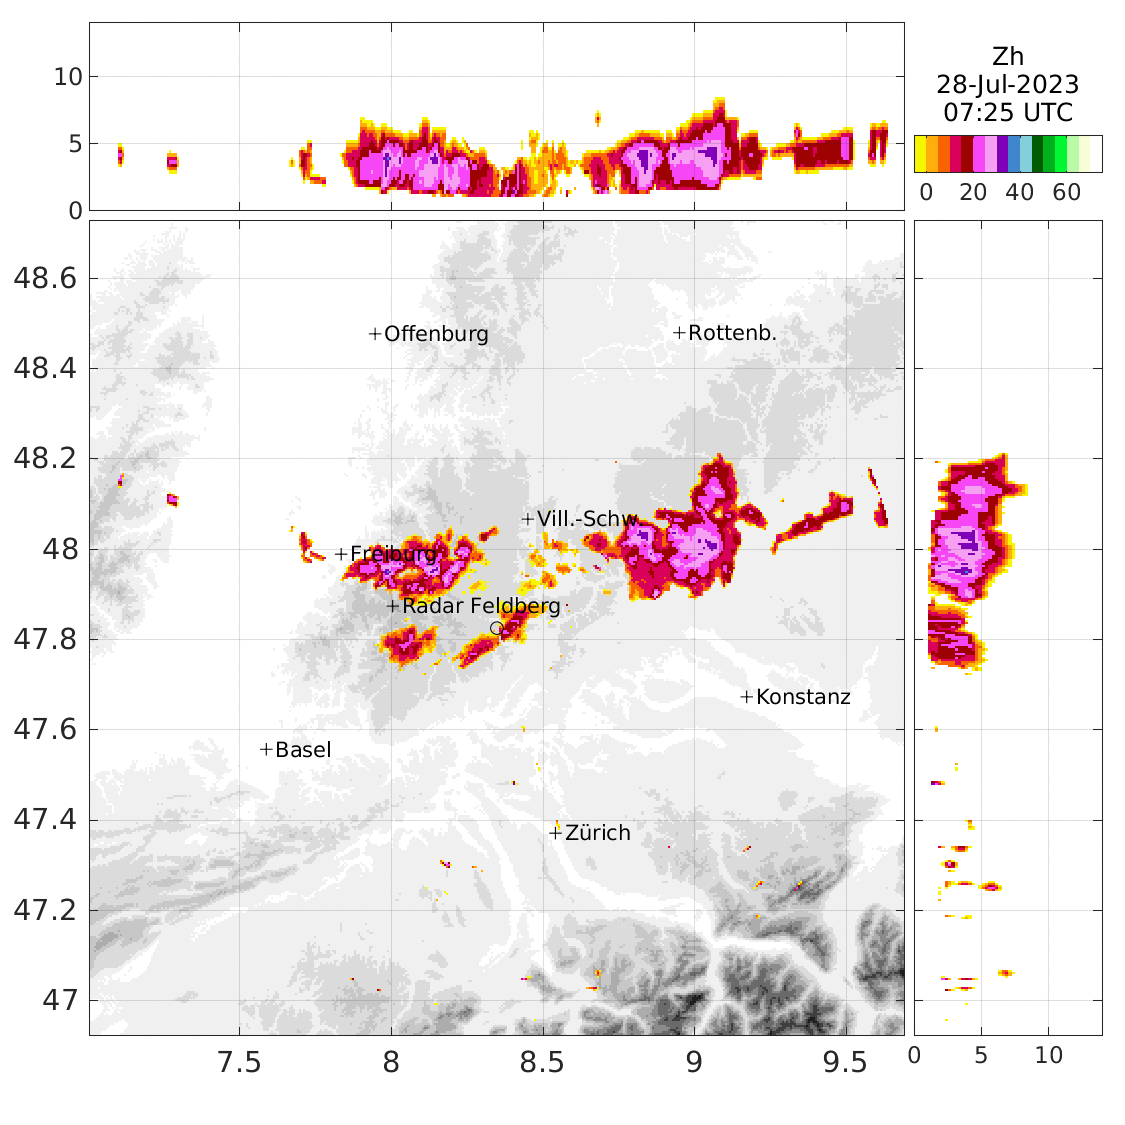 Zh
28-Jul-2023
07:25 UTC
0 20 40 60
10
5
0
48.6
Offenburg
Rottenb.
48.4
48.2
Vill.-Schw.
48
Freiburg
Radar Feldberg
47.8
Konstanz
47.6
Basel
47.4
Zürich
47.2
47
7.5 8 8.5 9 9.5
0 5 10